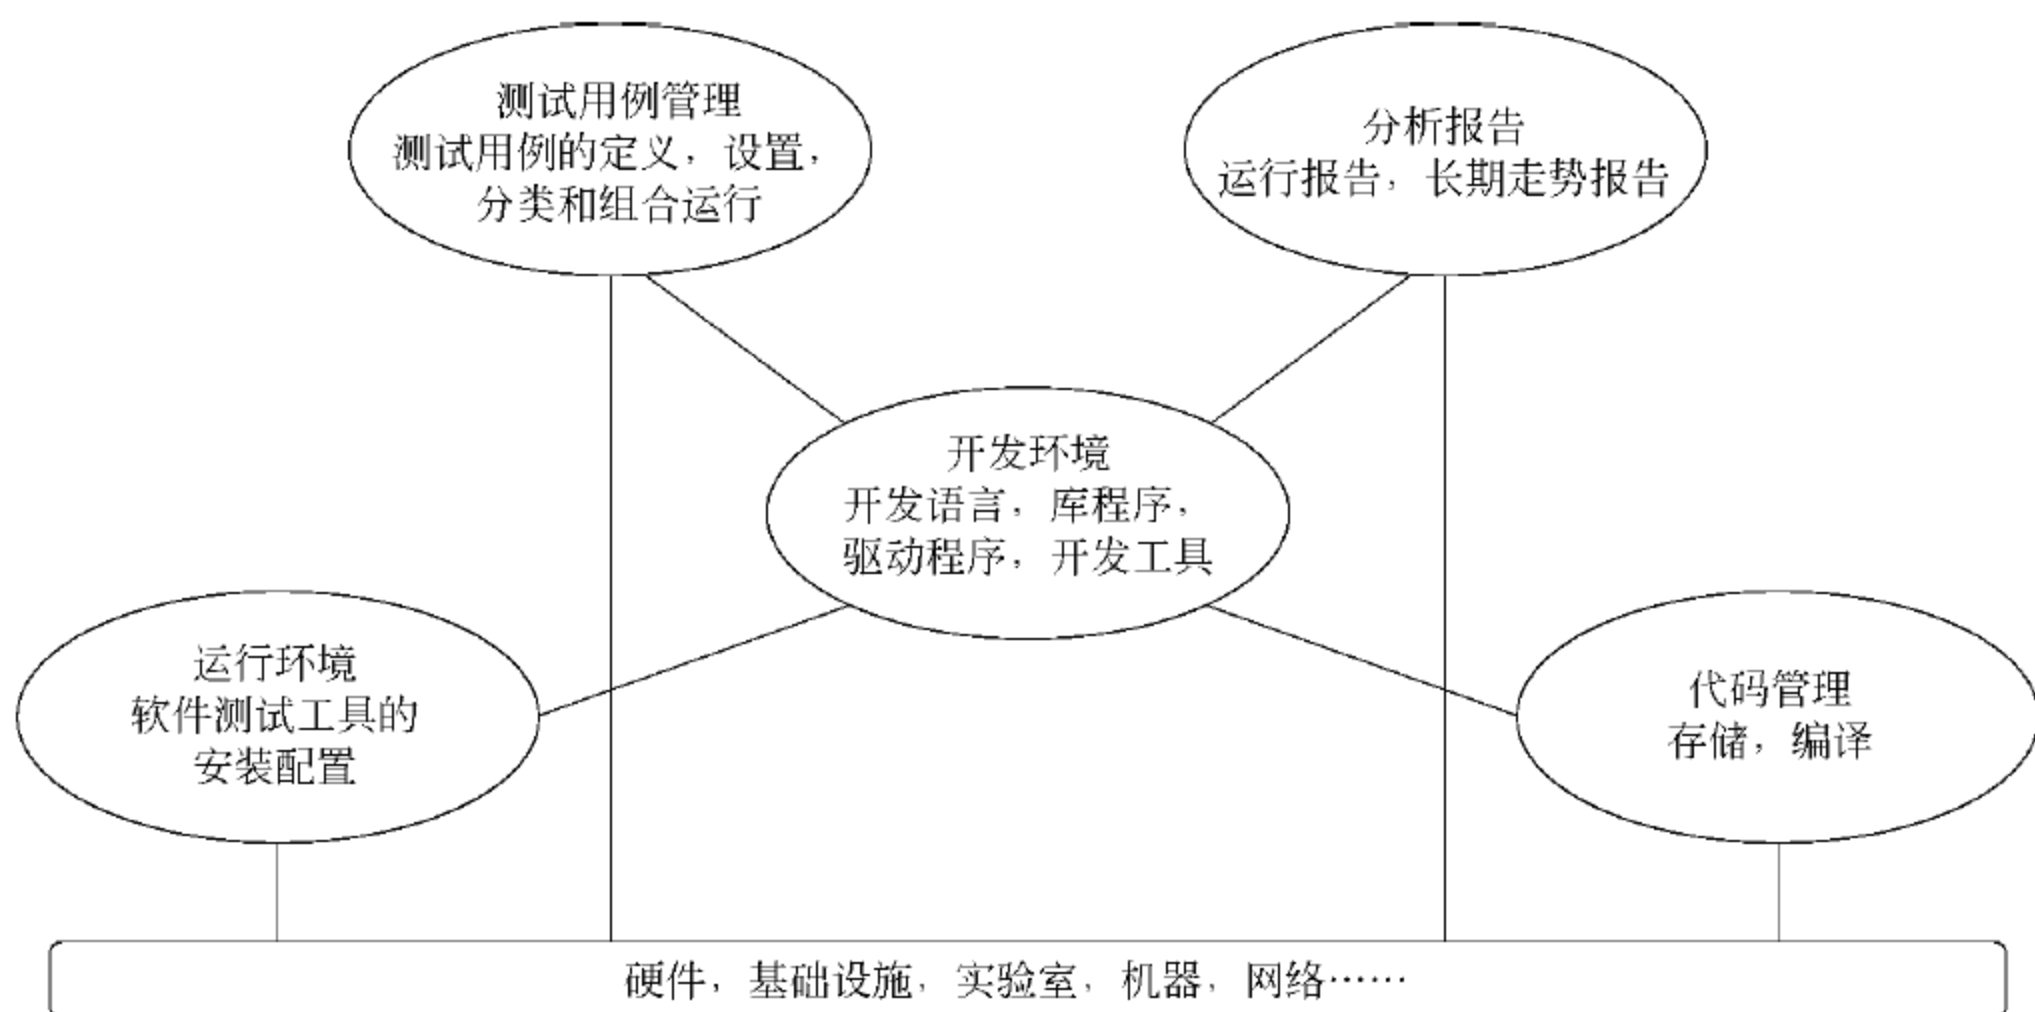 测试用例管理
测试用例的定义，设置，
分类和组合运行
分析报告
运行报告，长期走势报告
开发环境
开发语言，库程序，
驱动程序，开发工具
运行环境
软件测试工具的
安装配置
代码管理
存储，编译
硬件，基础设施，实验室，机器，网络……